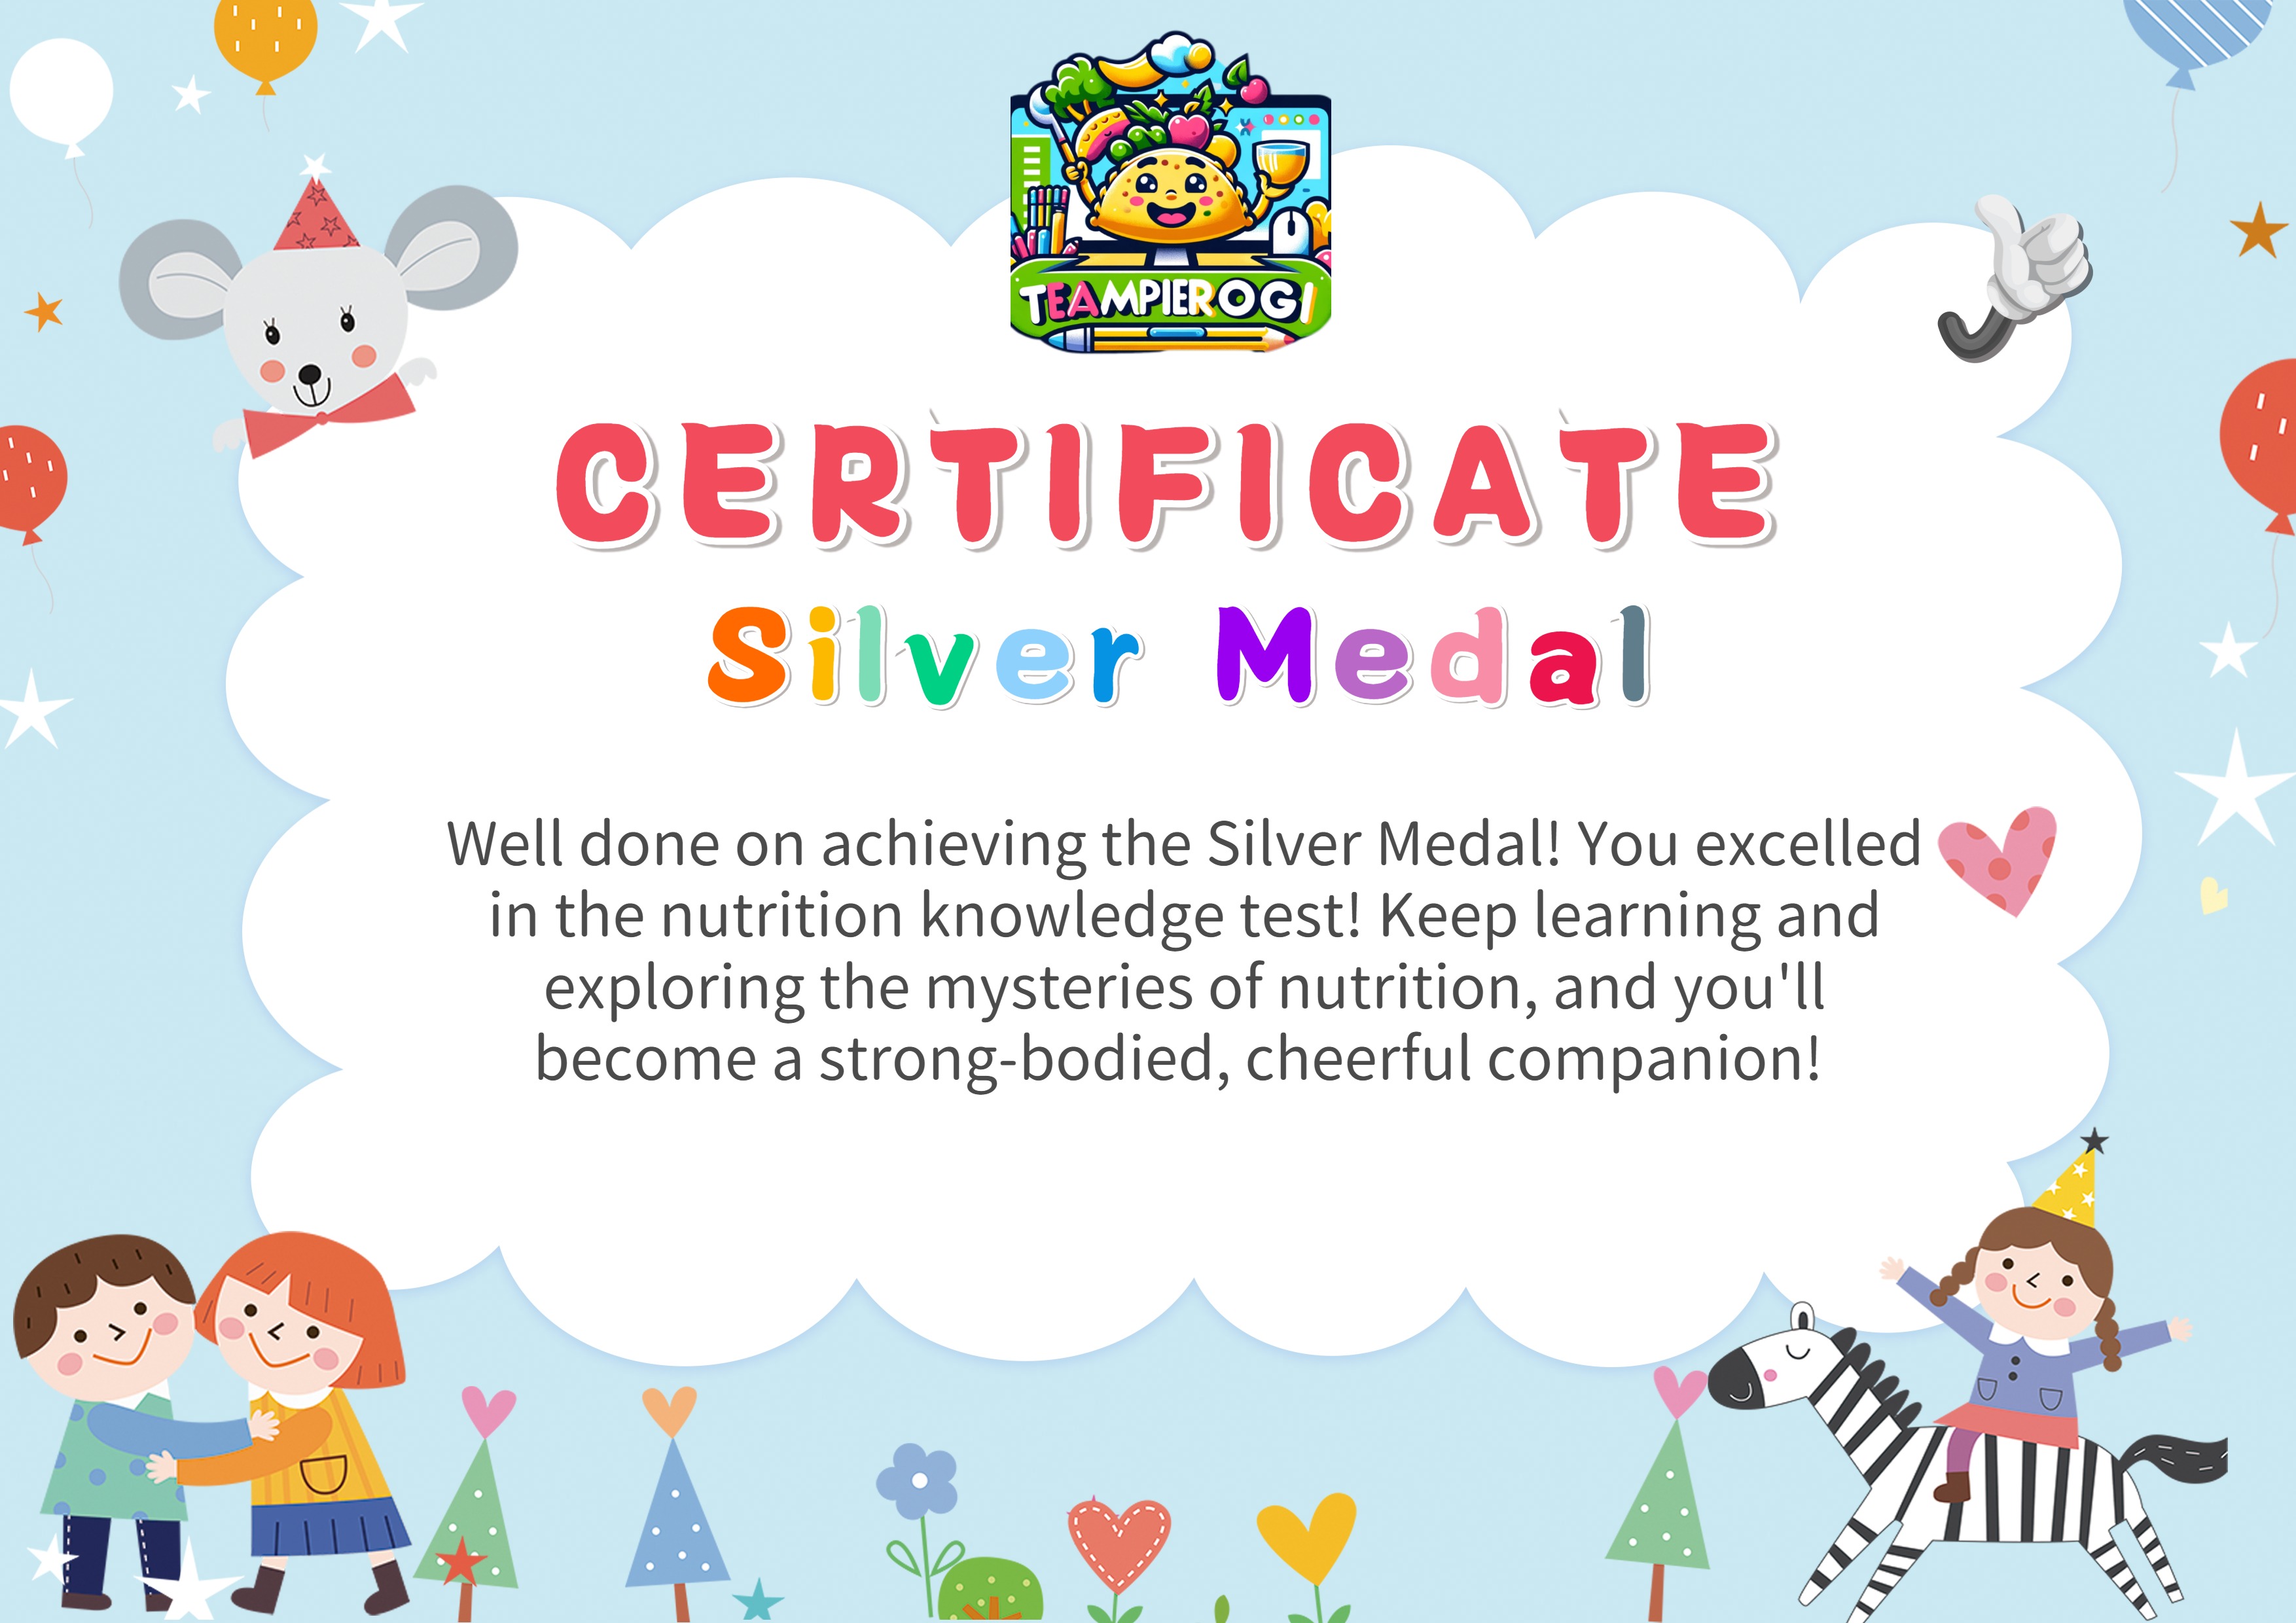 TEAMPIEROGI
CERTIFICATE
Silver Medal
Well done on achieving the Silver Medal! You excelled
in the nutrition knowledge test! Keep learning and
exploring the mysteries of nutrition, and you'll
become a strong-bodied, cheerful companion!